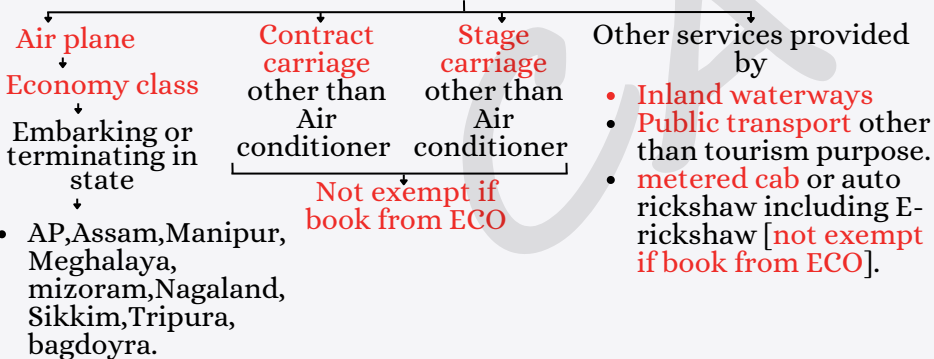 Air plane
Economy class
Embarking or
terminating in
state
• AP,Assam,Manipur,
Meghalaya,
mizoram,Nagaland,
Sikkim,Tripura,
bagdoyra.
Contract
carriage
other than
Air
conditioner
Stage
carriage
other than
Air
conditioner
Not exempt if
book from ECO
Other services provided
by
• Inland waterways
• Public transport other
than tourism purpose.
• metered cab or auto
rickshaw including E-
rickshaw [not exempt
if book from ECO].